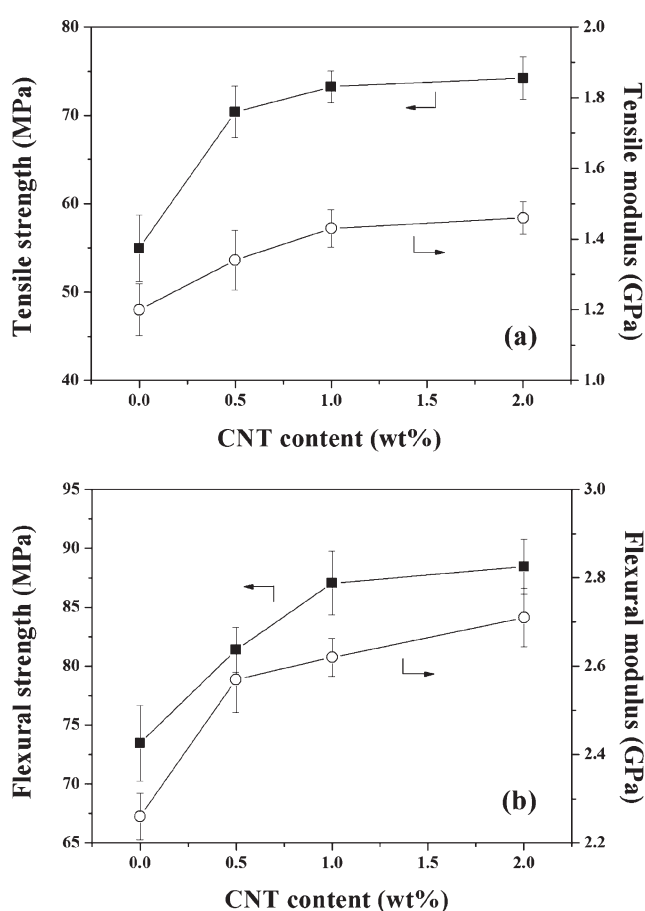 80
70
60
50
40
Tensile strength (MPa)
2.0
1.8
1.6
1.4
1.2
1.0
Tensile modulus (GPa)
(a)
0.0 0.5 1.0 1.5 2.0
CNT content (wt%)
95
90
85
80
75
70
65
Flexural strength (MPa)
3.0
2.8
2.6
2.4
2.2
Flexural modulus (GPa)
(b)
0.0 0.5 1.0 1.5 2.0
CNT content (wt%)